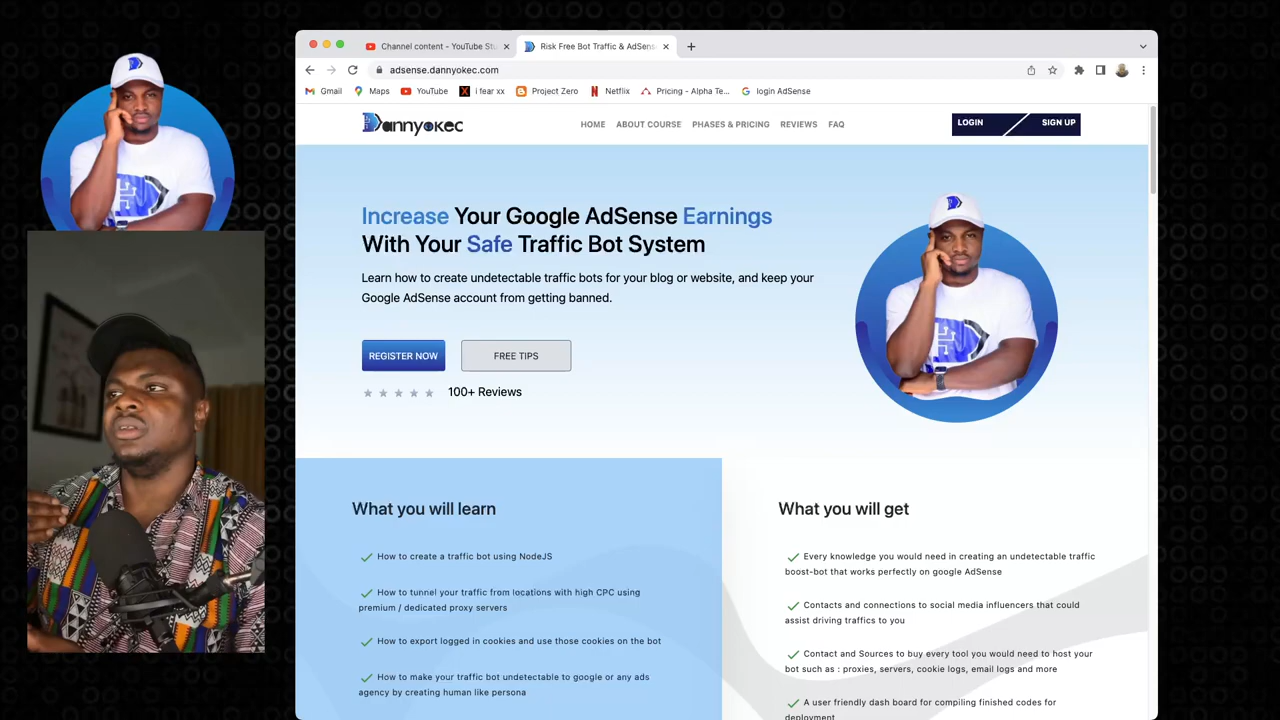 Channel content - YouTube Stu
Risk Free Bot Traffic & AdSens
adsense.dannyokec.com
Gmail
Maps
YouTube
i fear xx
Project Zero
Netflix
Pricing - Alpha Te...
login AdSense
Dannyokec
HOME
ABOUT COURSE
PHASES & PRICING
REVIEWS
FAQ
LOGIN
SIGN UP
Increase Your Google AdSense Earnings
With Your Safe Traffic Bot System
Learn how to create undetectable traffic bots for your blog or website, and keep your
Google AdSense account from getting banned.
REGISTER NOW
FREE TIPS
100+ Reviews
What you will learn
How to create a traffic bot using NodeJS
How to tunnel your traffic from locations with high CPC using
premium / dedicated proxy servers
How to export logged in cookies and use those cookies on the bot
How to make your traffic bot undetectable to google or any ads
agency by creating human like persona
What you will get
Every knowledge you would need in creating an undetectable traffic
boost-bot that works perfectly on google AdSense
Contacts and connections to social media influencers that could
assist driving traffics to you
Contact and Sources to buy every tool you would need to host your
bot such as : proxies, servers, cookie logs, email logs and more
A user friendly dash board for compiling finished codes for
deployment